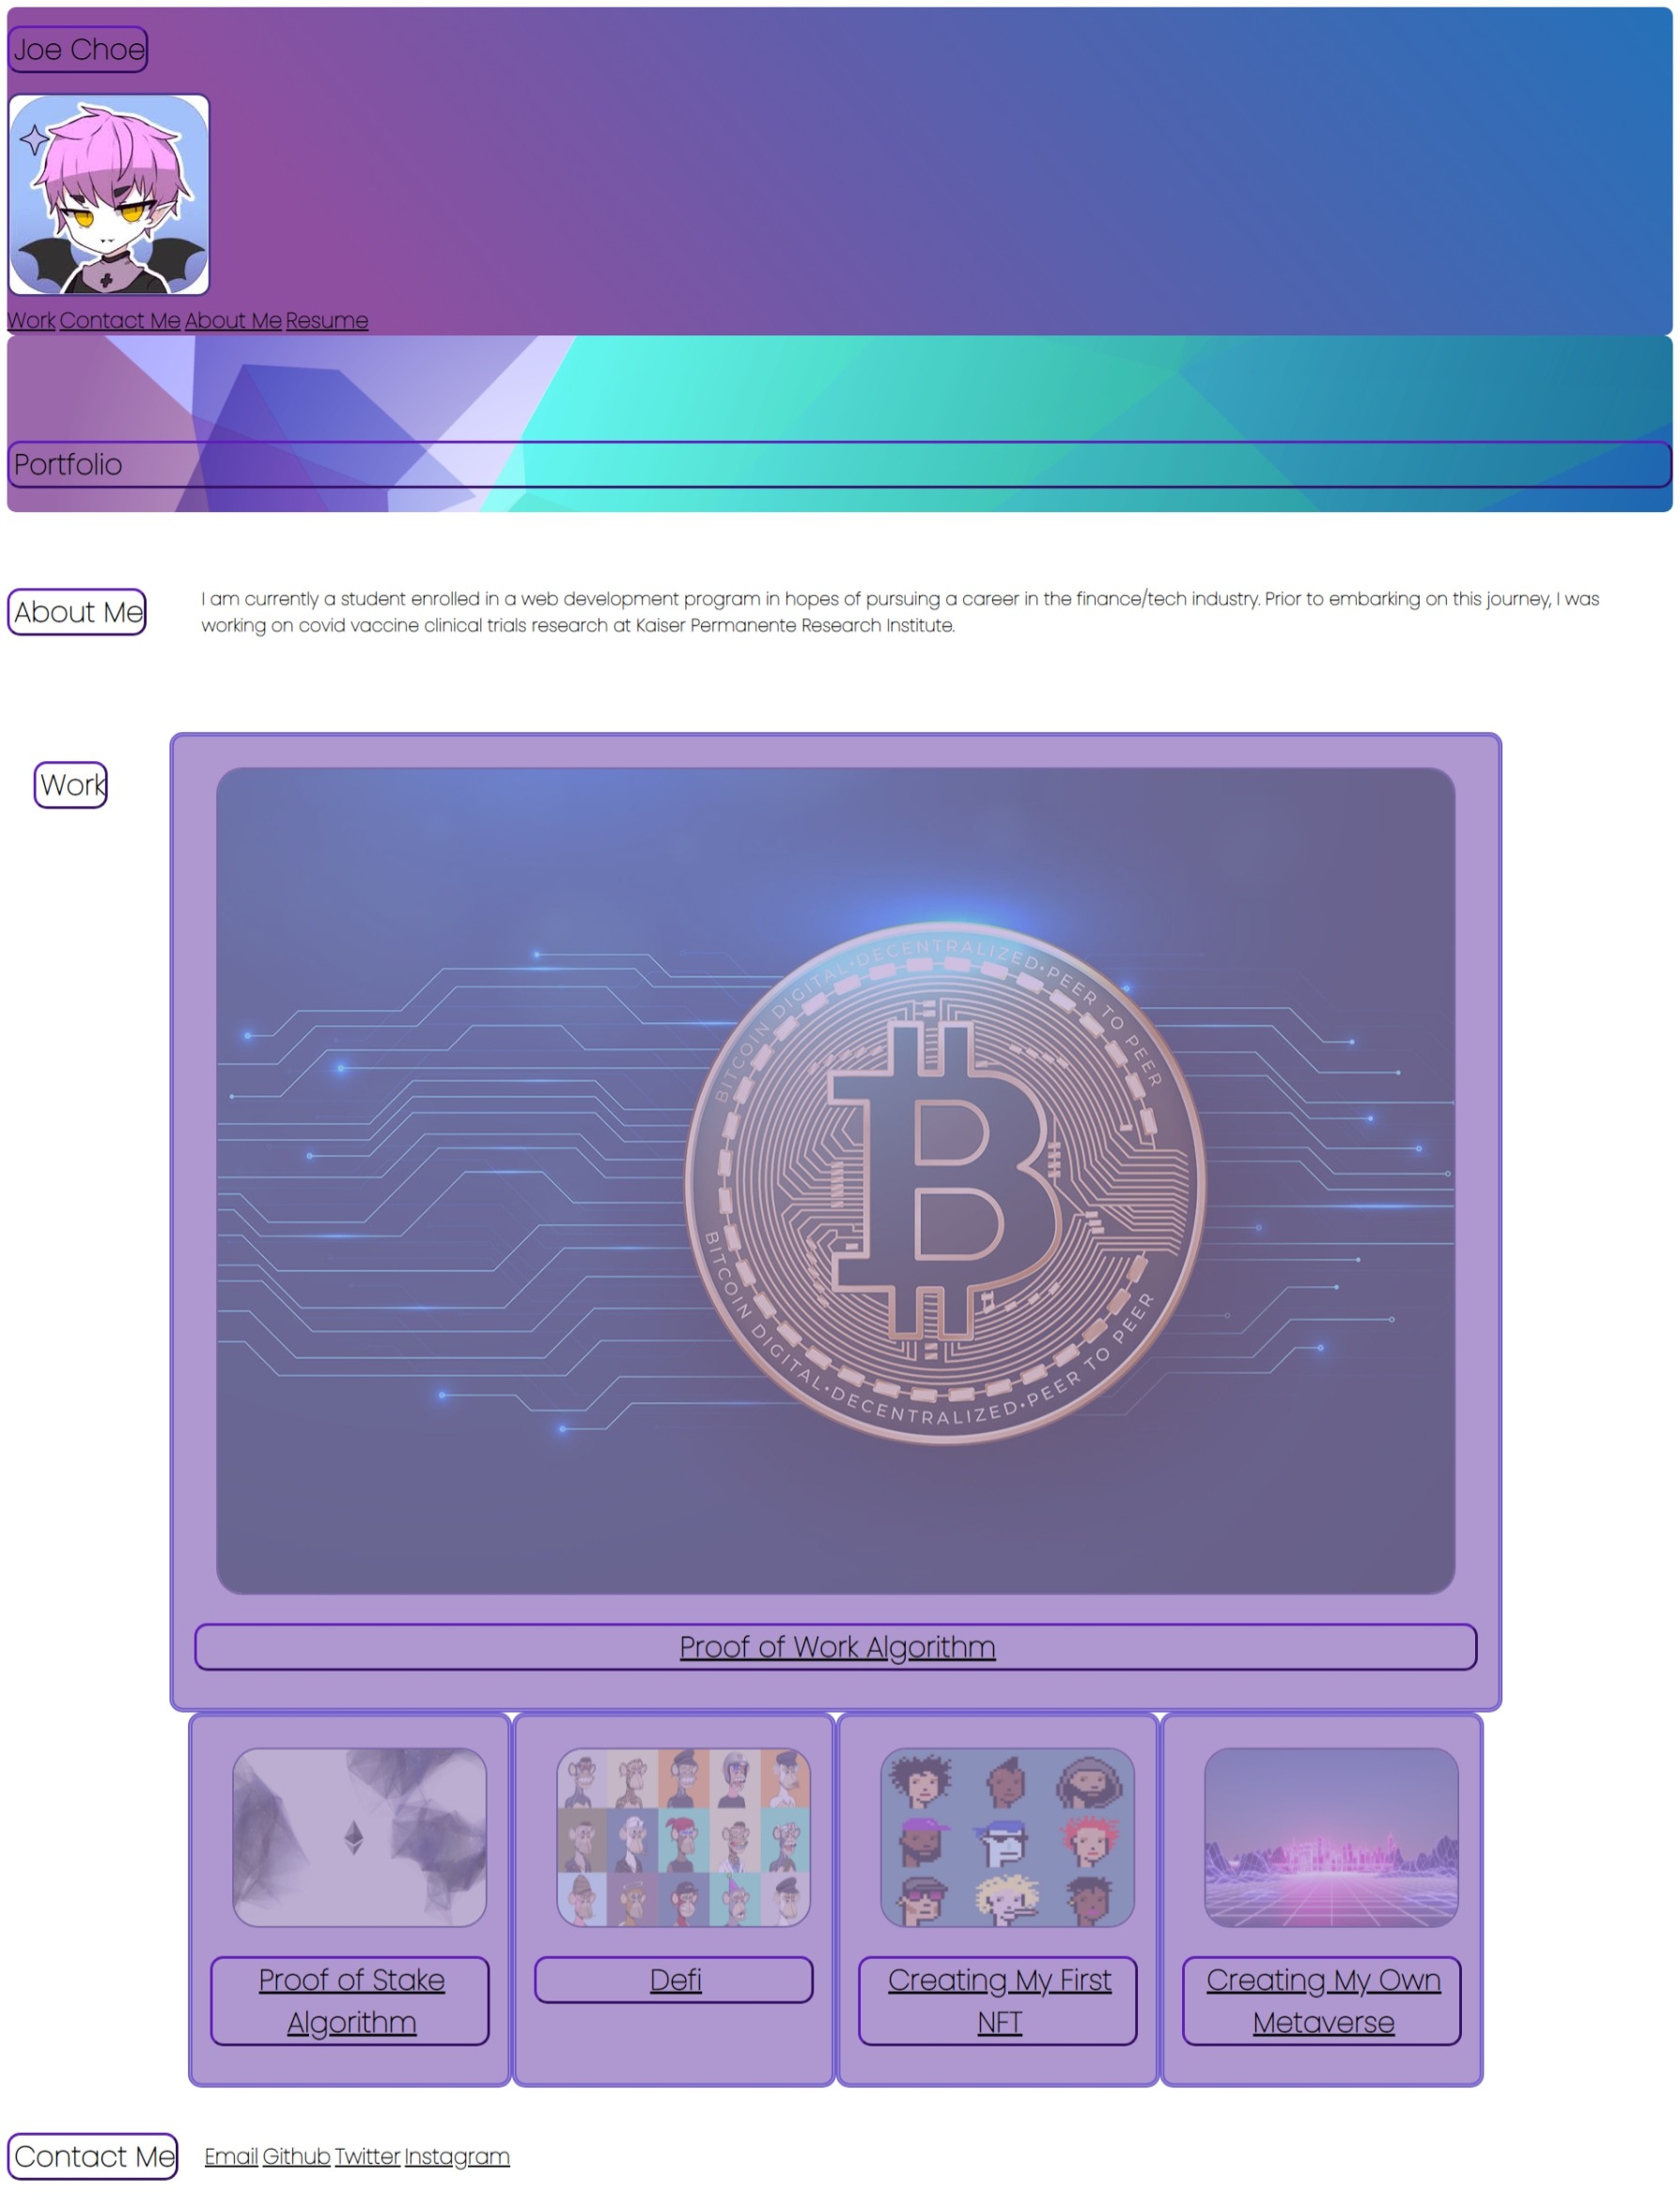 Joe Choe
Work Contact Me About Me Resume
Portfolio
About Me
I am currently a student enrolled in a web development program in hopes of pursuing a career in the finance/tech industry. Prior to embarking on this journey, I was
working on covid vaccine clinical trials research at Kaiser Permanente Research Institute.
Work
BITCOIN DIGITAL•DECENTRALIZED•PEER TO PEER
BITCOIN DIGITAL•DECENTRALIZED•PEER TO PEER
Proof of Work Algorithm
Proof of Stake
Algorithm
Defi
Creating My First
NFT
Creating My Own
Metaverse
Contact Me
Email Github Twitter Instagram